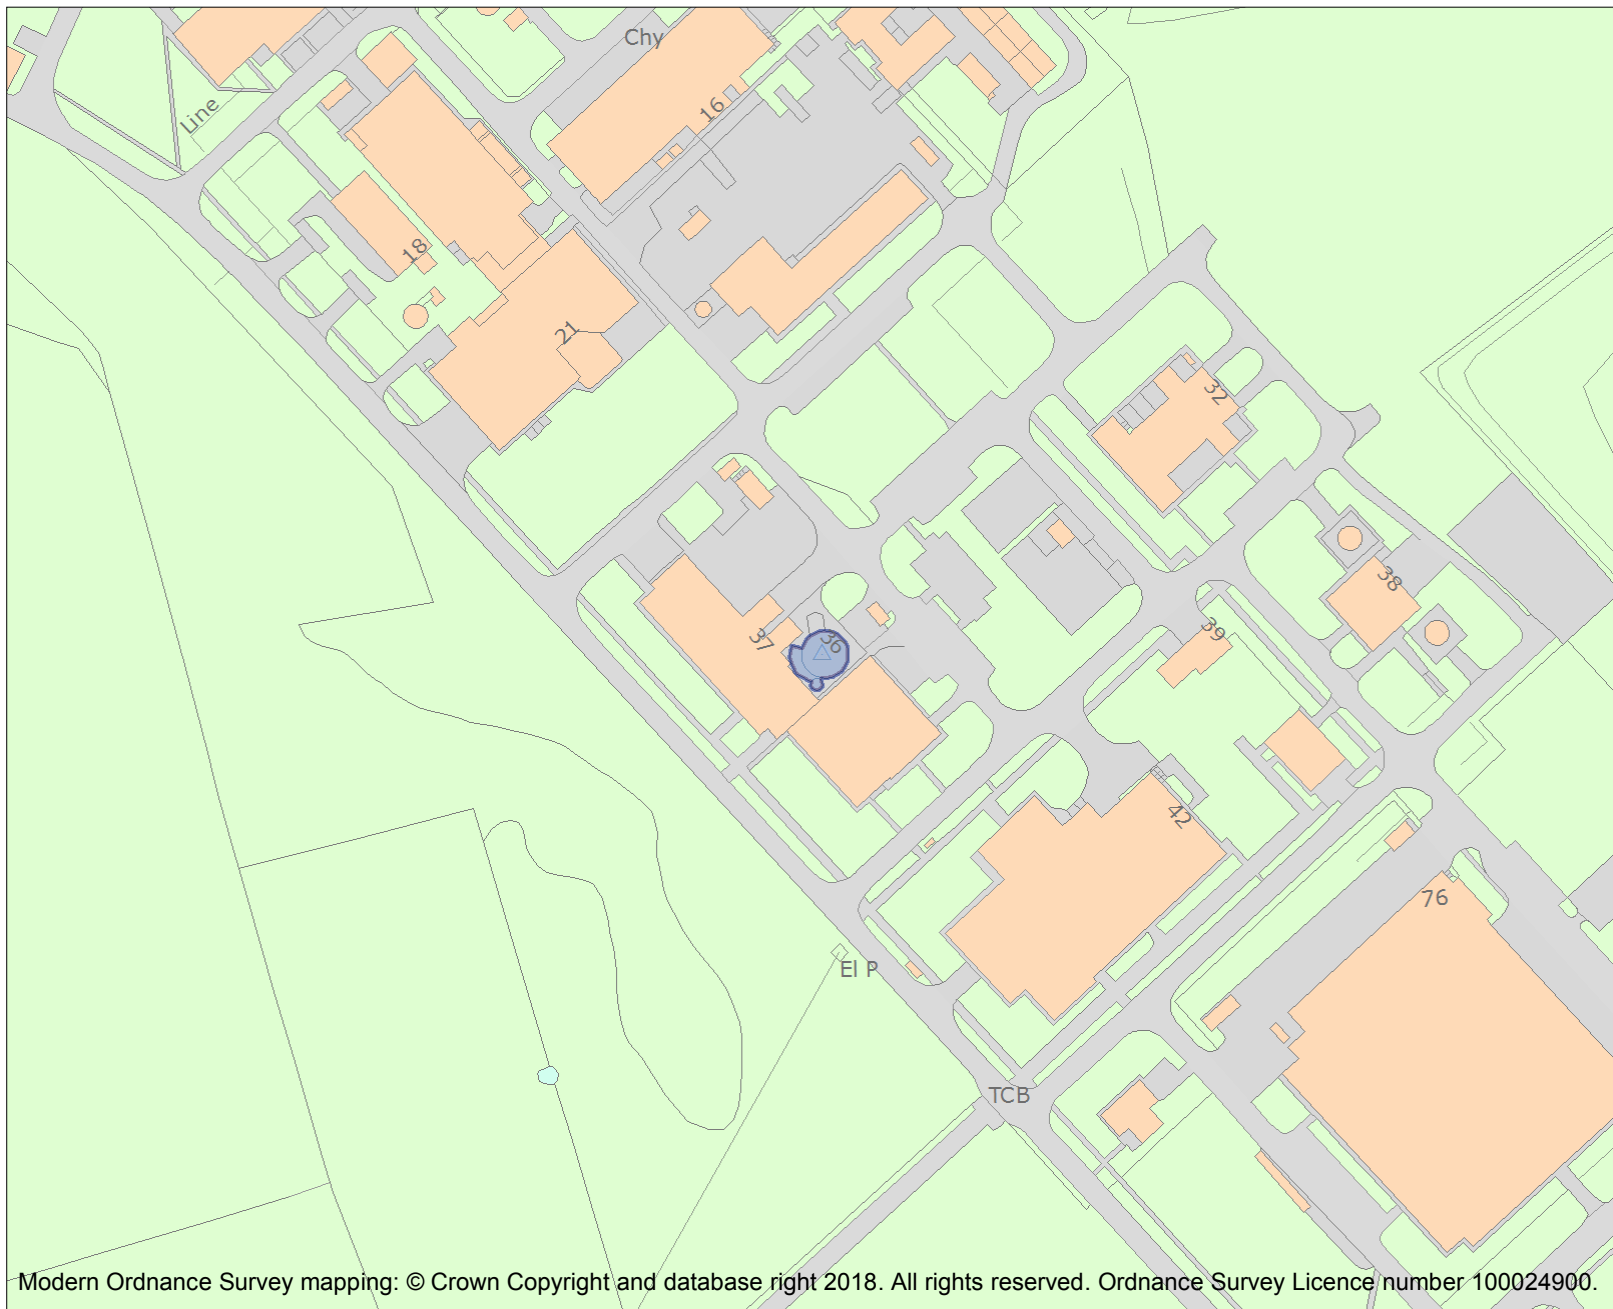 Chy
Line
16
18
21
32
38
37
36
39
42
76
El P
TCB
Modern Ordnance Survey mapping: © Crown Copyright and database right 2018. All rights reserved. Ordnance Survey Licence number 100024900.